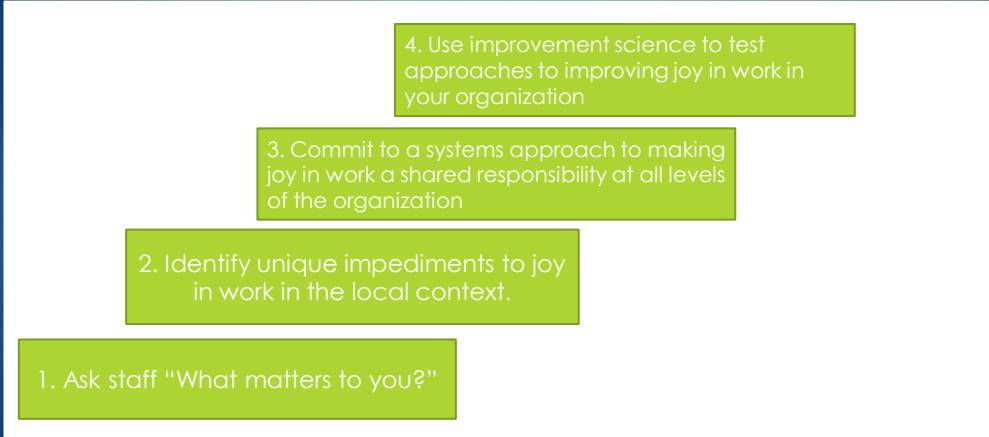 4. Use improvement science to test
approaches to improving joy in work in
your organization
3. Commit to a systems approach to making
joy in work a shared responsibility at all levels
of the organization
2. Identify unique impediments to joy
in work in the local context.
1. Ask staff “What matters to you?”